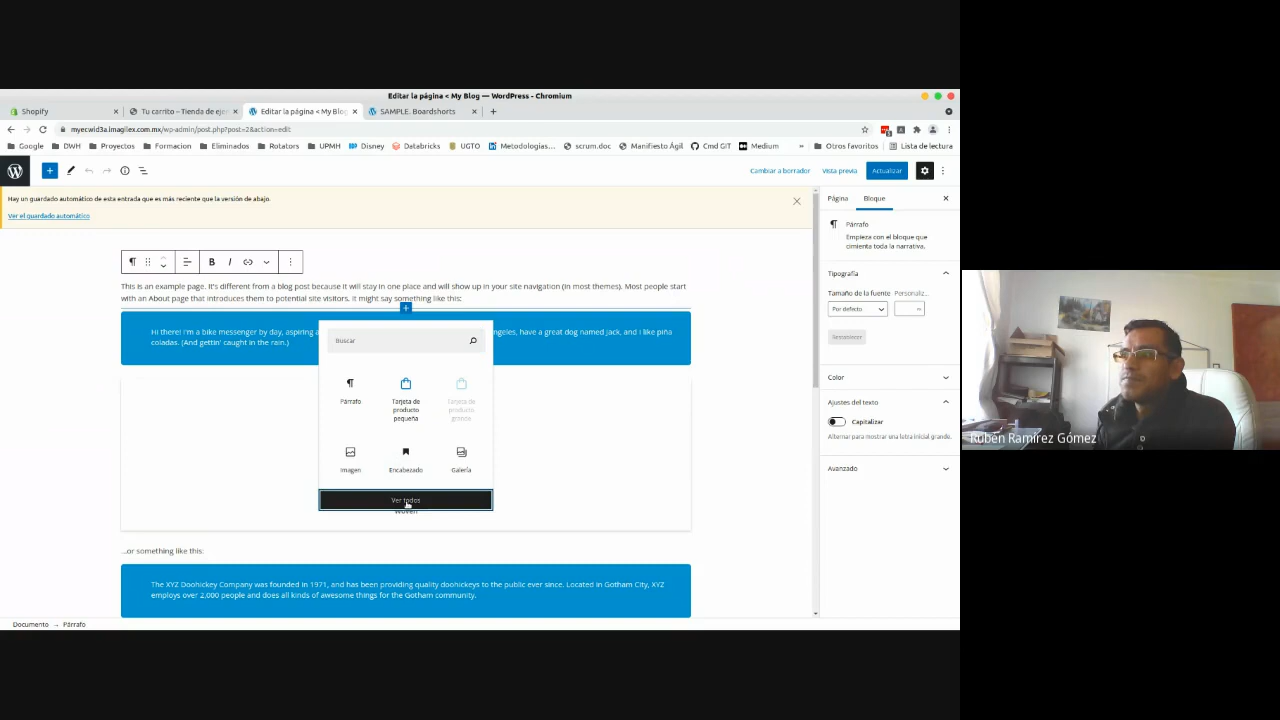 Editar la página < My Blog — WordPress - Chromium
Shopify
Tu carrito – Tienda de eje
Editar la página < My Blog
SAMPLE. Boardshorts
myecwid3a.imagilex.com.mx/wp-admin/post.php?post=2&action=edit
Google DWH Proyectos Formacion Eliminados Rotators UPMH Disney Databricks UGTO Metodologías... scrum.doc Manifiesto Ágil Cmd GIT Medium » Otros favoritos Lista de lectura
Cambiar a borrador Vista previa Actualizar
Hay un guardado automático de esta entrada que es más reciente que la versión de abajo.
Ver el guardado automático
Página Bloque
Párrafo
Empieza con el bloque que
cimienta toda la narrativa.
Tipografía
Tamaño de la fuente Personaliz...
Por defecto
Restablecer
Color
Ajustes del texto
Capitalizar
Alternar para mostrar una letra inicial grande.
Avanzado
B I
This is an example page. It's different from a blog post because it will stay in one place and will show up in your site navigation (in most themes). Most people start
with an About page that introduces them to potential site visitors. It might say something like this:
Hi there! I'm a bike messenger by day, aspiring a
ngeles, have a great dog named Jack, and I like piña
coladas. (And gettin' caught in the rain.)
Buscar
Párrafo
Tarjeta de
producto
pequeña
Tarjeta de
producto
grande
Imagen
Encabezado
Galería
Ver todos
Woven
...or something like this:
The XYZ Doohickey Company was founded in 1971, and has been providing quality doohickeys to the public ever since. Located in Gotham City, XYZ
employs over 2,000 people and does all kinds of awesome things for the Gotham community.
Documento → Párrafo
Rubén Ramírez Gómez